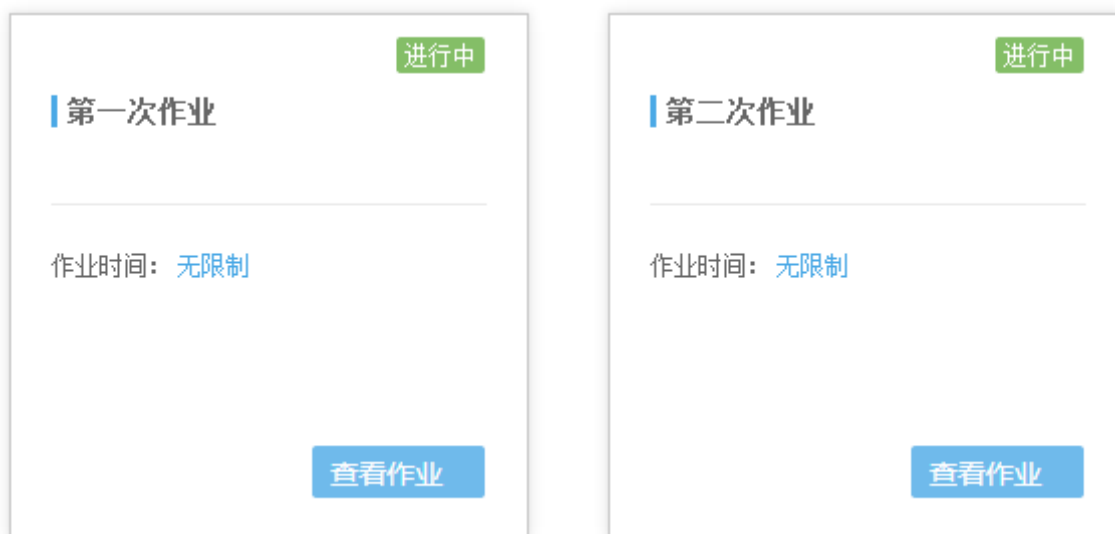 进行中
第一次作业
作业时间：无限制
查看作业
进行中
第二次作业
作业时间：无限制
查看作业